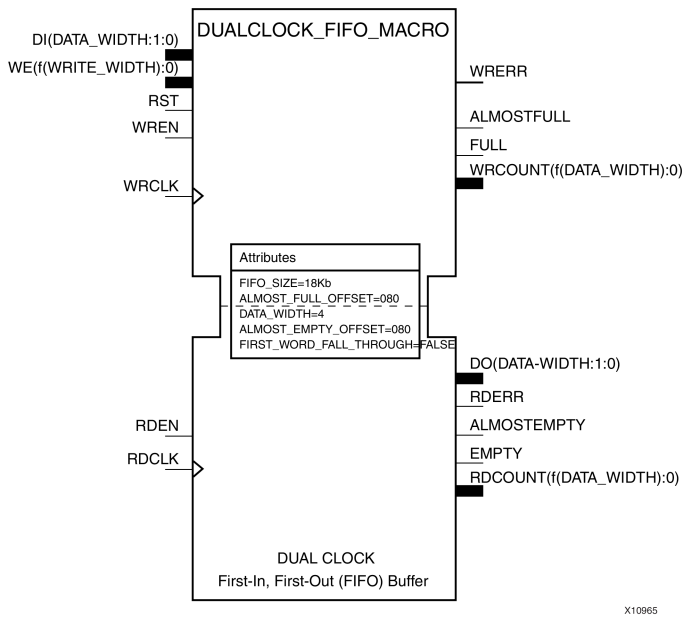 DUALCLOCK_FIFO_MACRO
DI(DATA_WIDTH:1:0)
WE(f(WRITE_WIDTH):0)
RST
WREN
WRCLK
WRERR
ALMOSTFULL
FULL
WRCOUNT(f(DATA_WIDTH):0)
Attributes
FIFO_SIZE=18Kb
ALMOST_FULL_OFFSET=080
DATA_WIDTH=4
ALMOST_EMPTY_OFFSET=080
FIRST_WORD_FALL_THROUGH=FALSE
RDEN
RDCLK
DO(DATA-WIDTH:1:0)
RDERR
ALMOSTEMPTY
EMPTY
RDCOUNT(f(DATA_WIDTH):0)
DUAL CLOCK
First-In, First-Out (FIFO) Buffer
X10965